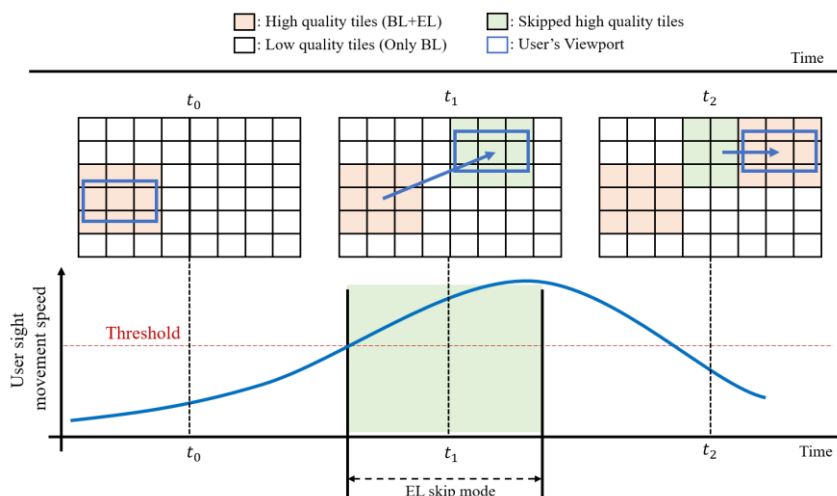 : High quality tiles (BL+EL)
: Skipped high quality tiles
: Low quality tiles (Only BL)
: User's Viewport
Time
t₀
t₁
t₂
User sight
movement speed
Threshold
t₀
t₁
t₂
Time
EL skip mode